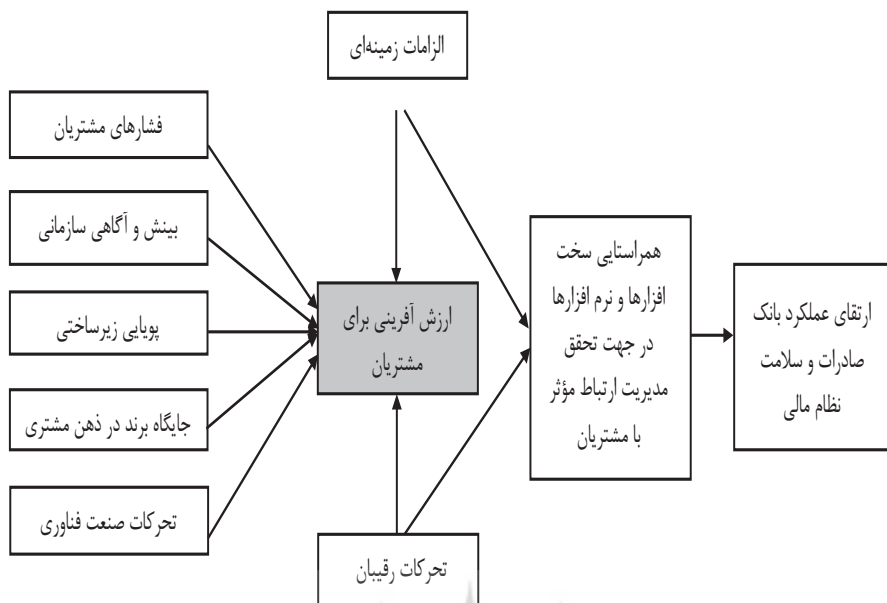 الزامات زمینه‌ای
فشارهای مشتریان
بینش و آگاهی سازمانی
پویایی زیرساختی
جایگاه برند در ذهن مشتری
تحرکات صنعت فناوری
ارزش آفرینی برای
مشتریان
تحرکات رقیبان
همراستایی سخت
افزارها و نرم افزارها
در جهت تحقق
مدیریت ارتباط مؤثر
با مشتریان
ارتقای عملکرد بانک
صادرات و سلامت
نظام مالی